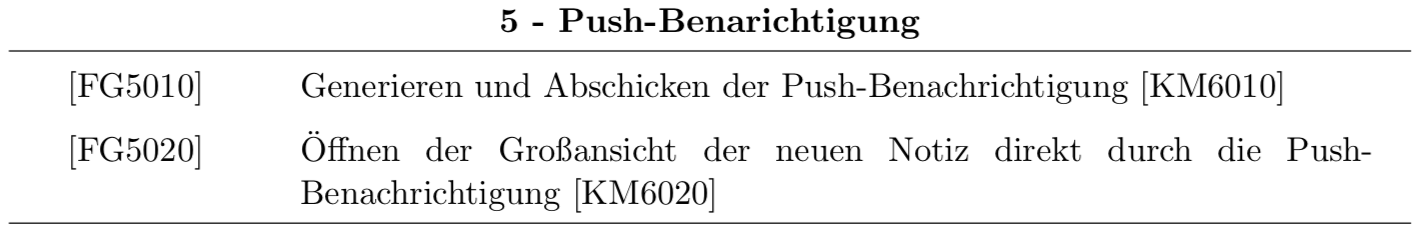 5 - Push-Benarichtigung
[FG5010] Generieren und Abschicken der Push-Benachrichtigung [KM6010]
[FG5020] Öffnen der Großansicht der neuen Notiz direkt durch die Push-
Benachrichtigung [KM6020]